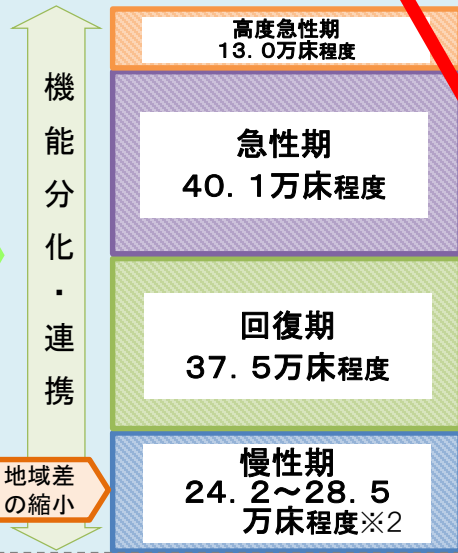 高度急性期
13.0万床程度
機能分化・連携
急性期
40.1万床程度
回復期
37.5万床程度
地域差
の縮小
慢性期
24.2～28.5
万床程度※2